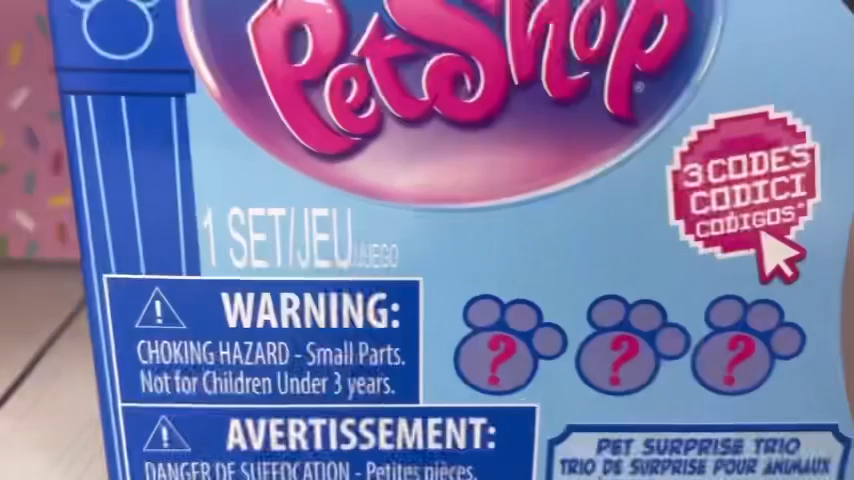 PetShop®
3 CODES
CODICI
CÓDIGOS*
1 SET/JEU/JUEGO
WARNING:
CHOKING HAZARD - Small Parts.
Not for Children Under 3 years.
? ? ?
AVERTISSEMENT:
DANGER DE SUFFOCATION - Petites pièces.
PET SURPRISE TRIO
TRIO DE SURPRISE POUR ANIMAUX